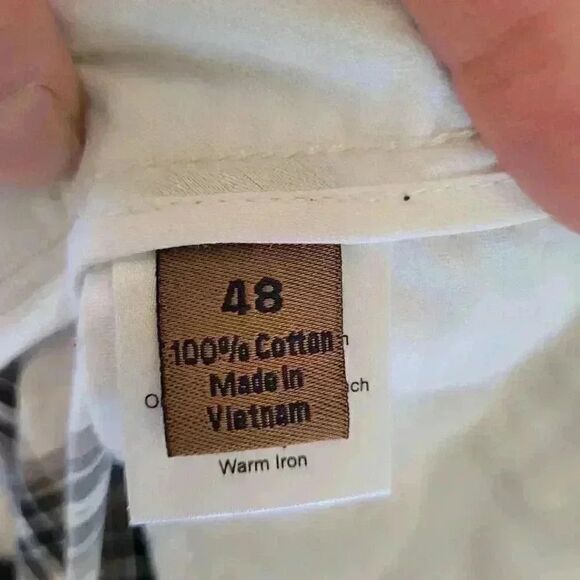 48
100% Cotton
Made In
Vietnam
Warm Iron